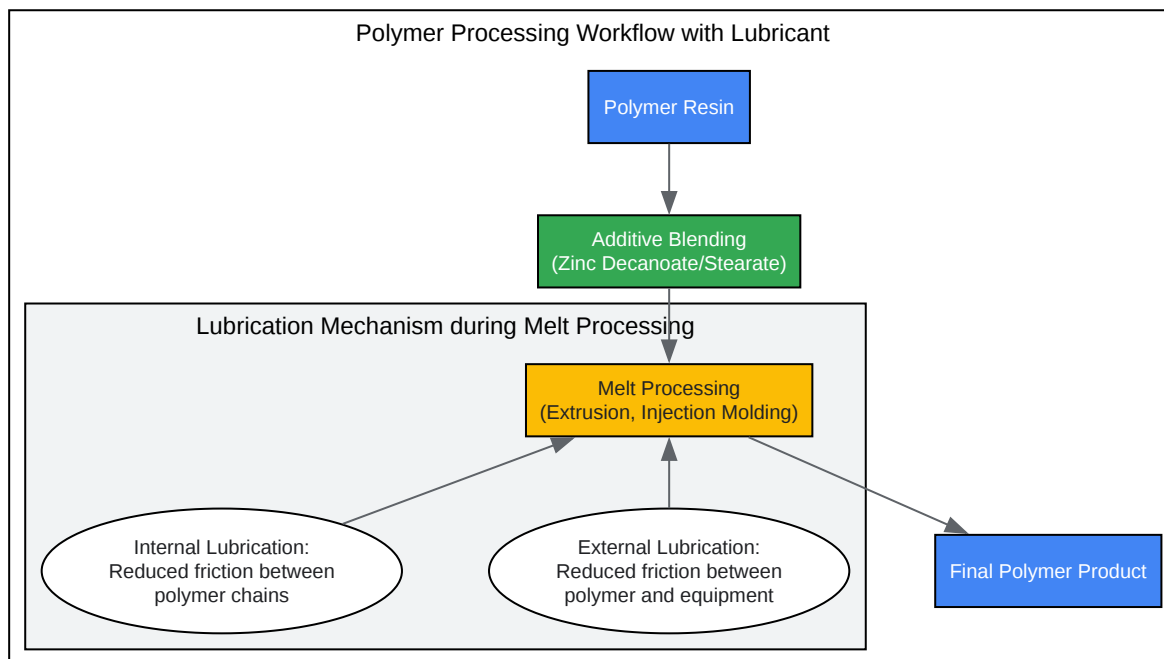 Polymer Processing Workflow with Lubricant
Polymer Resin
Additive Blending
(Zinc Decanoate/Stearate)
Lubrication Mechanism during Melt Processing
Melt Processing
(Extrusion, Injection Molding)
Internal Lubrication:
Reduced friction between
polymer chains
External Lubrication:
Reduced friction between
polymer and equipment
Final Polymer Product